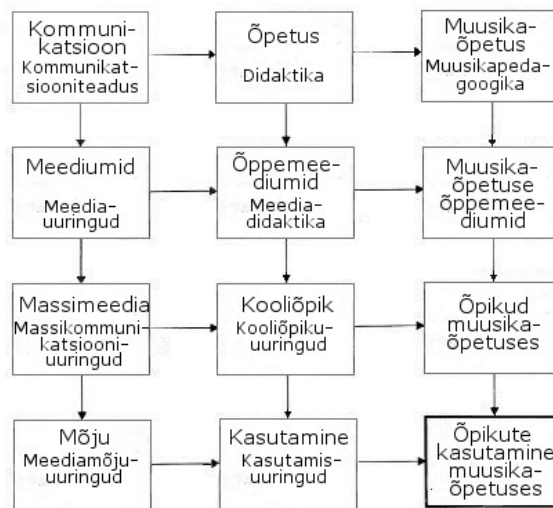 Kommuni-
katsioon
Kommunikat-
siooniteadus
Õpetus
Didaktika
Muusika-
õpetus
Muusikapeda-
googika
Meediumid
Meedia-
uuringud
Õppemee-
diumid
Meedia-
didaktika
Muusika-
õpetuse
õppemee-
diumid
Massimeedia
Massikommuni-
katsiooni-
uuringud
Kooliõpik
Kooliõpiku-
uuringud
Õpikud
muusika-
õpetuses
Mõju
Meediamõju-
uuringud
Kasutamine
Kasutamis-
uuringud
Õpikute
kasutamine
muusika-
õpetuses